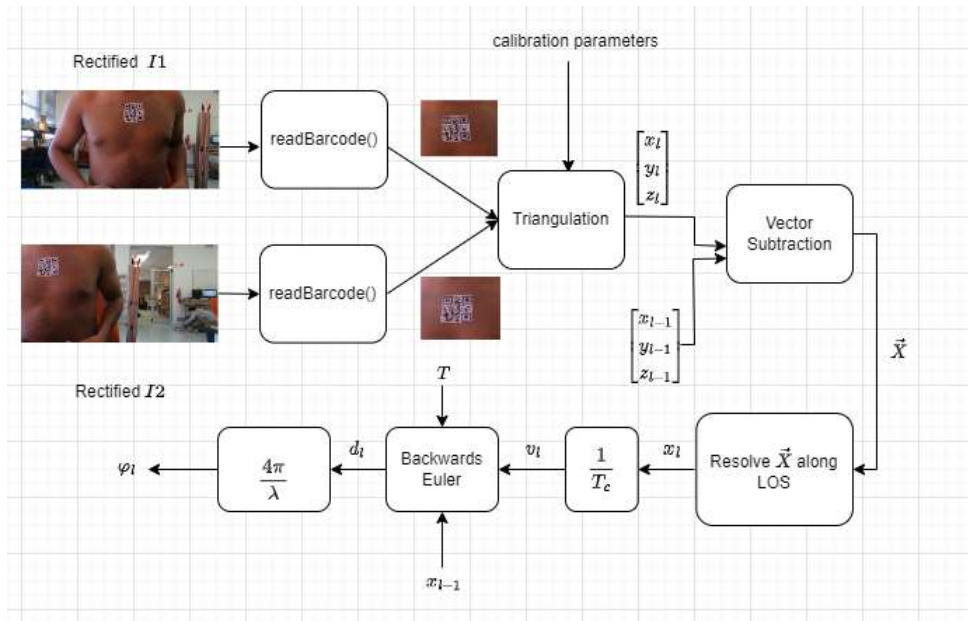 calibration parameters
Rectified I1
readBarcode()
Triangulation
[x_l
y_l
z_l]
Vector
Subtraction
readBarcode()
[x_{l-1}
y_{l-1}
z_{l-1}]
X⃗
Rectified I2
T
φ_l
4π
λ
d_l
Backwards
Euler
v_l
1
T_c
x_l
Resolve X⃗ along
LOS
x_{l-1}